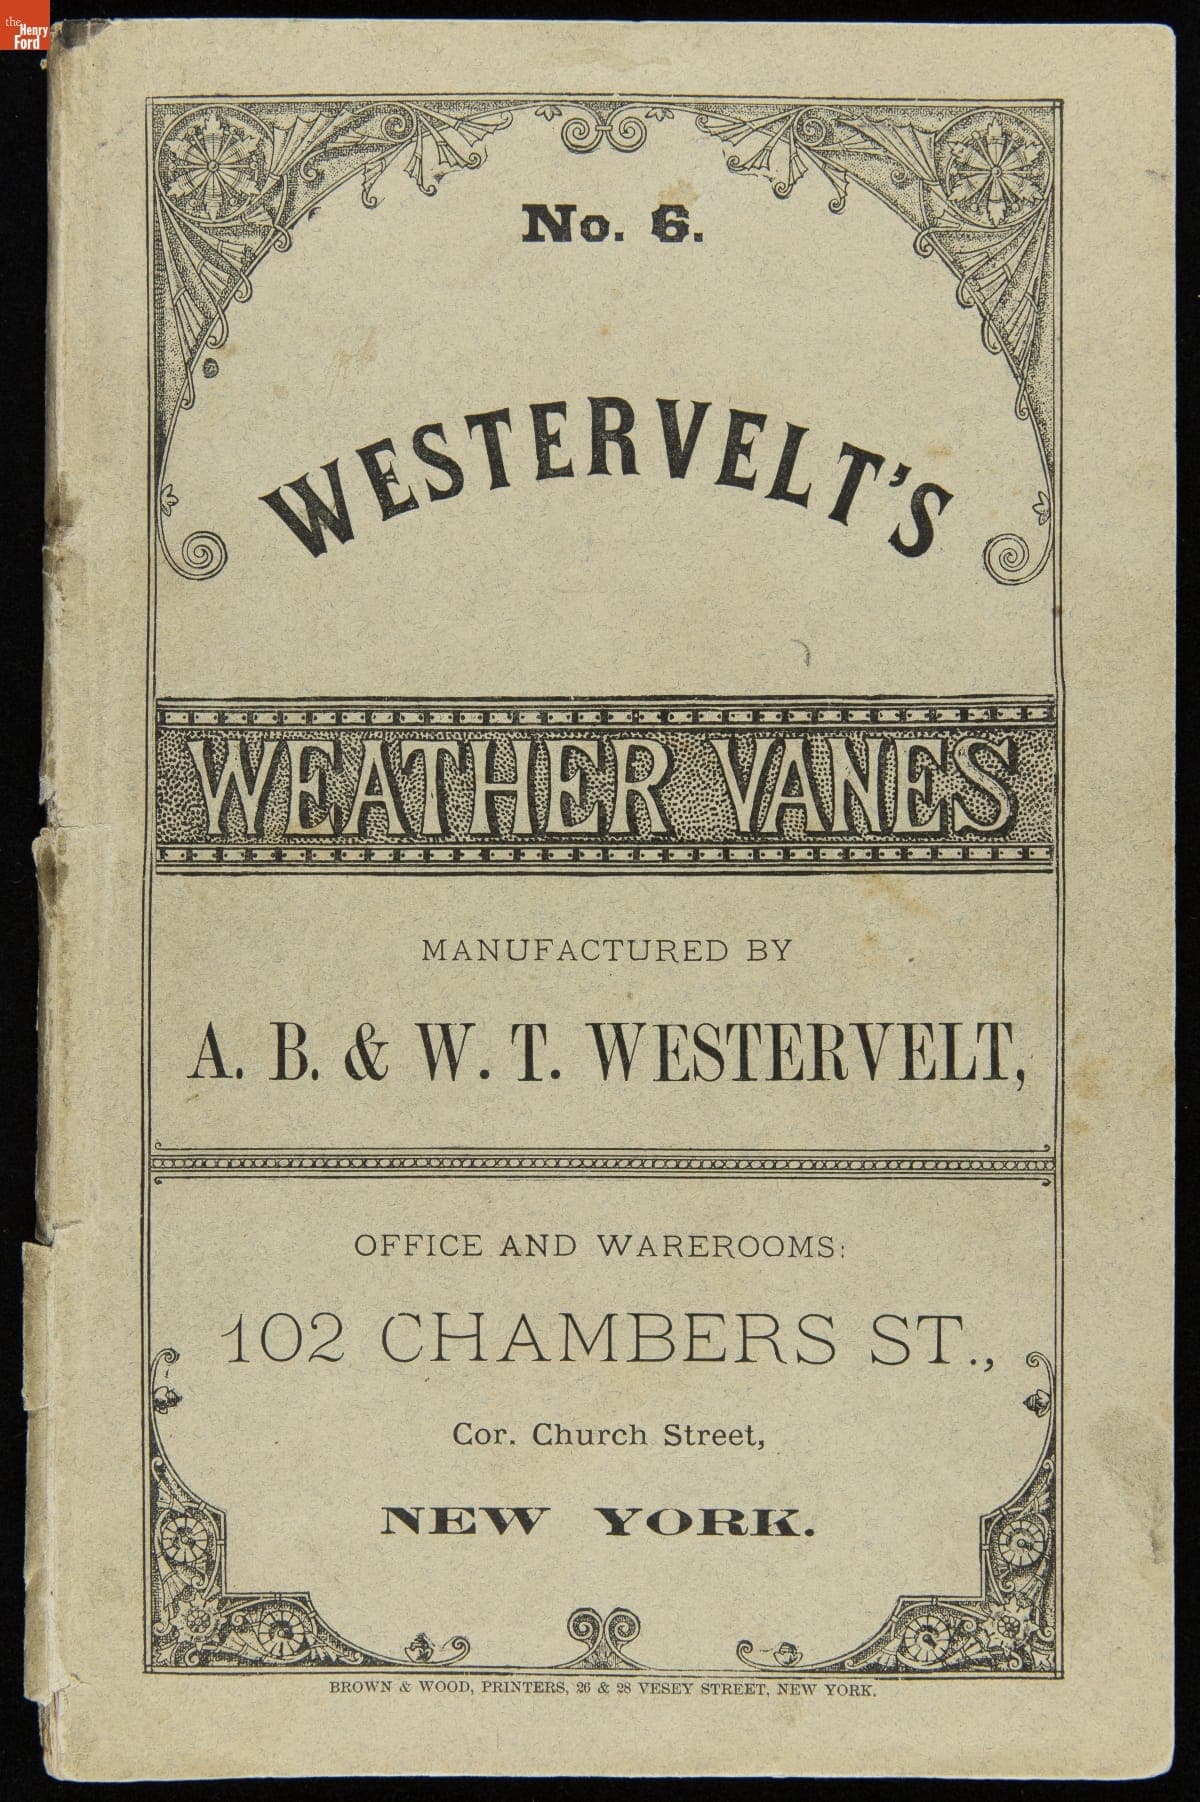 the
Henry
Ford
No. 6.
WESTERVELT'S
WEATHER VANES
MANUFACTURED BY
A. B. & W. T. WESTERVELT,
OFFICE AND WAREROOMS:
102 CHAMBERS ST.,
Cor. Church Street,
NEW YORK.
BROWN & WOOD, PRINTERS, 26 & 28 VESEY STREET, NEW YORK.